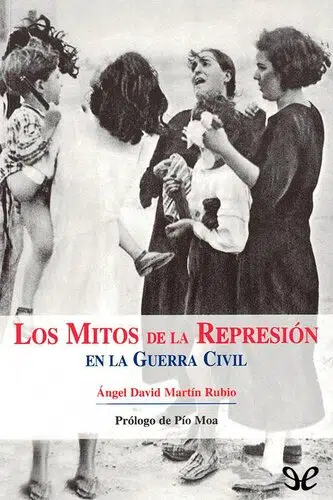 LOS MITOS DE LA REPRESIÓN
EN LA GUERRA CIVIL
Ángel David Martín Rubio
Prólogo de Pío Moa